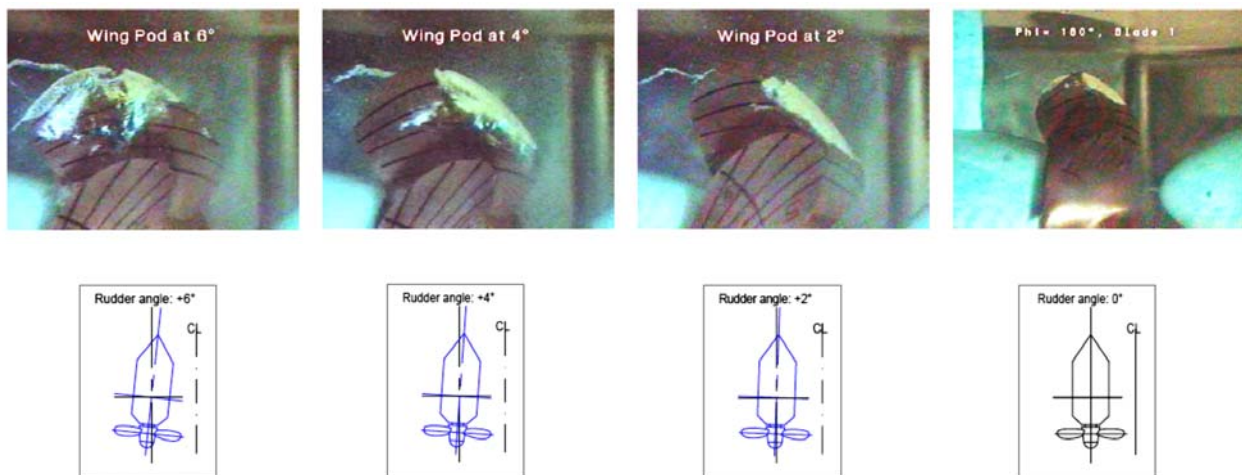 Wing Pod at 6°
Wing Pod at 4°
Wing Pod at 2°
Phi= 180°, Blade 1
Rudder angle: +6°
CL
Rudder angle: +4°
CL
Rudder angle: +2°
CL
Rudder angle: 0°
CL